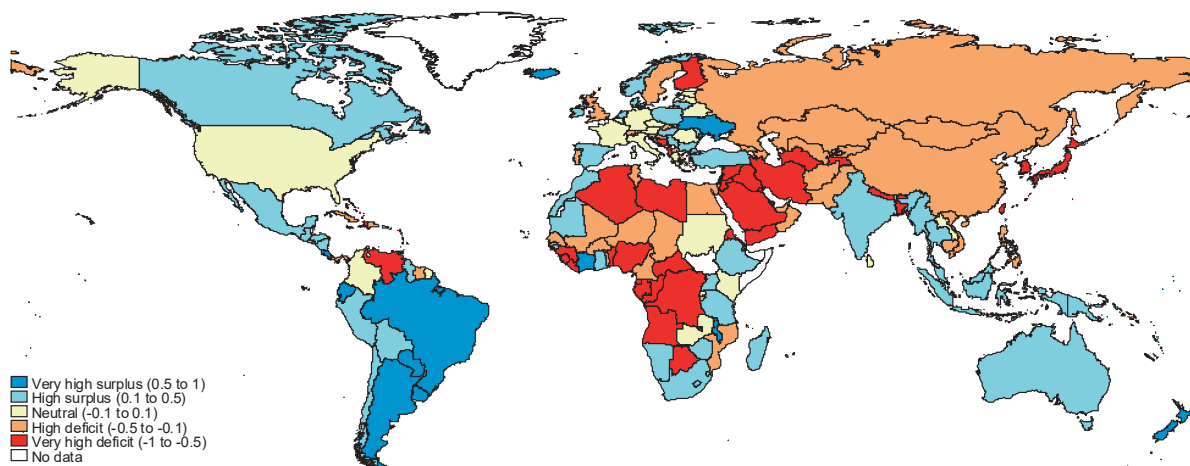 Very high surplus (0.5 to 1)
High surplus (0.1 to 0.5)
Neutral (-0.1 to 0.1)
High deficit (-0.5 to -0.1)
Very high deficit (-1 to -0.5)
No data